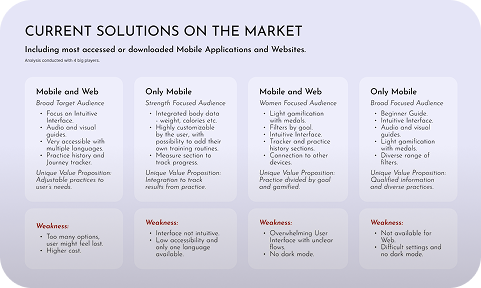 CURRENT SOLUTIONS ON THE MARKET
Including most accessed or downloaded Mobile Applications and Websites.
Analysis conducted with 4 big players.
Mobile and Web
Broad Target Audience
• Focus on Intuitive
Interface.
• Audio and visual
guides.
• Very accessible with
multiple languages.
• Practice history and
Journey tracker.
Unique Value Proposition:
Adjustable practices to
user's needs.
Weakness:
• Too many options,
user might feel lost.
• Higher cost.
Only Mobile
Strength Focused Audience
• Integrated body data
- weight, calories etc.
• Highly customizable
by the user, with
possibility to add their
own training routines.
• Measure section to
track progress.
Unique Value Proposition:
Integration to track
results from practice.
Weakness:
• Interface not intuitive.
• Low accessibility and
only one language
available.
Mobile and Web
Women Focused Audience
• Light gamification
with medals.
• Filters by goal.
• Intuitive Interface.
• Tracker and practice
history sections.
• Connection to other
devices.
Unique Value Proposition:
Practice divided by goal
and gamified.
Weakness:
• Overwhelming User
Interface with unclear
flows.
• No dark mode.
Only Mobile
Broad Focused Audience
• Beginner Guide.
• Intuitive Interface.
• Audio and visual
guides.
• Light gamification
with medals.
• Diverse range of
filters.
Unique Value Proposition:
Qualified information
and diverse practices.
Weakness:
• Not available for
Web.
• Difficult settings and
no dark mode.